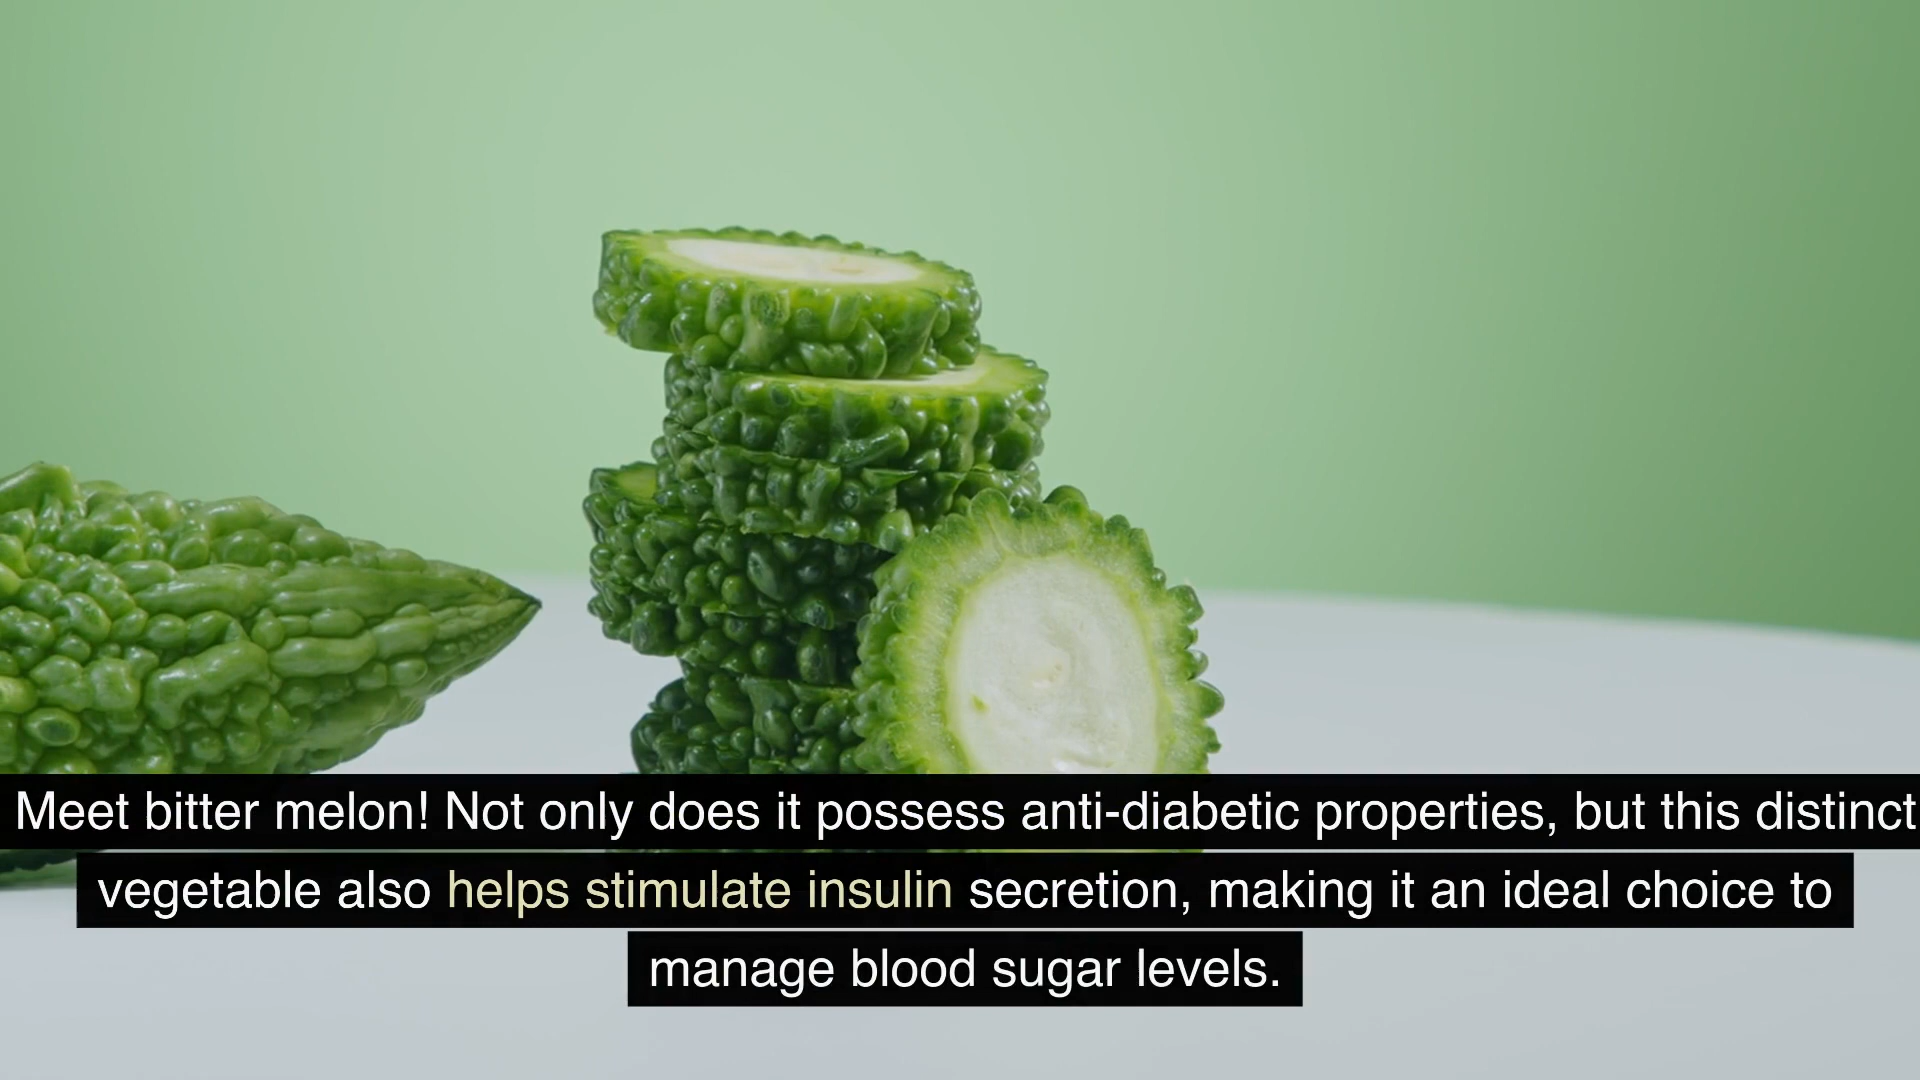 Meet bitter melon! Not only does it possess anti-diabetic properties, but this distinct
vegetable also helps stimulate insulin secretion, making it an ideal choice to
manage blood sugar levels.